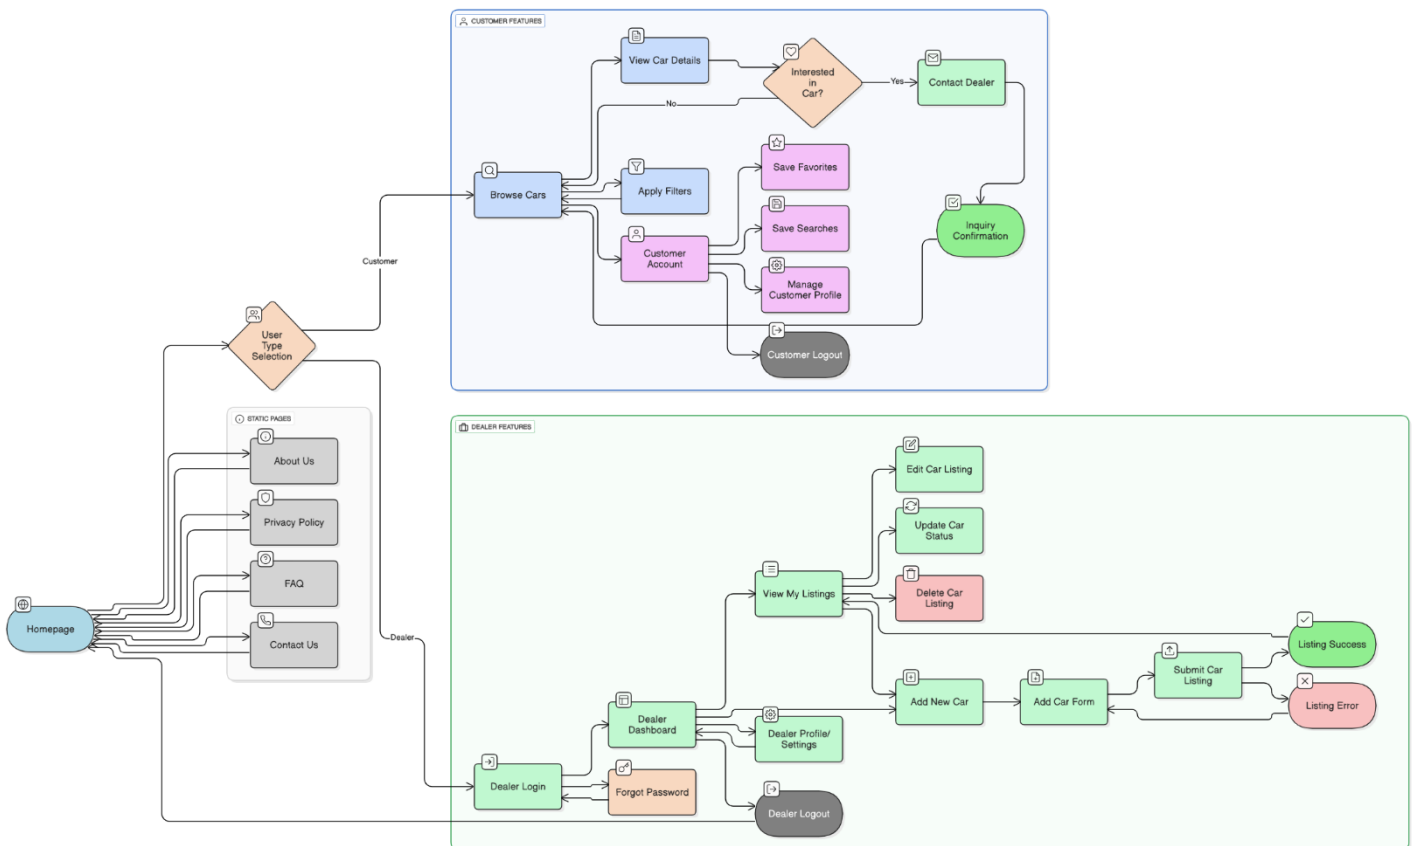 CUSTOMER FEATURES
View Car Details
Interested
in
Car?
Yes
Contact Dealer
No
Save Favorites
Browse Cars
Apply Filters
Save Searches
Inquiry
Confirmation
Customer
Account
Manage
Customer Profile
Customer Logout
Customer
User
Type
Selection
STATIC PAGES
About Us
Privacy Policy
FAQ
Contact Us
Homepage
Dealer
DEALER FEATURES
Edit Car Listing
Update Car
Status
View My Listings
Delete Car
Listing
Listing Success
Submit Car
Listing
Add New Car
Add Car Form
Listing Error
Dealer
Dashboard
Dealer Profile/
Settings
Dealer Login
Forgot Password
Dealer Logout